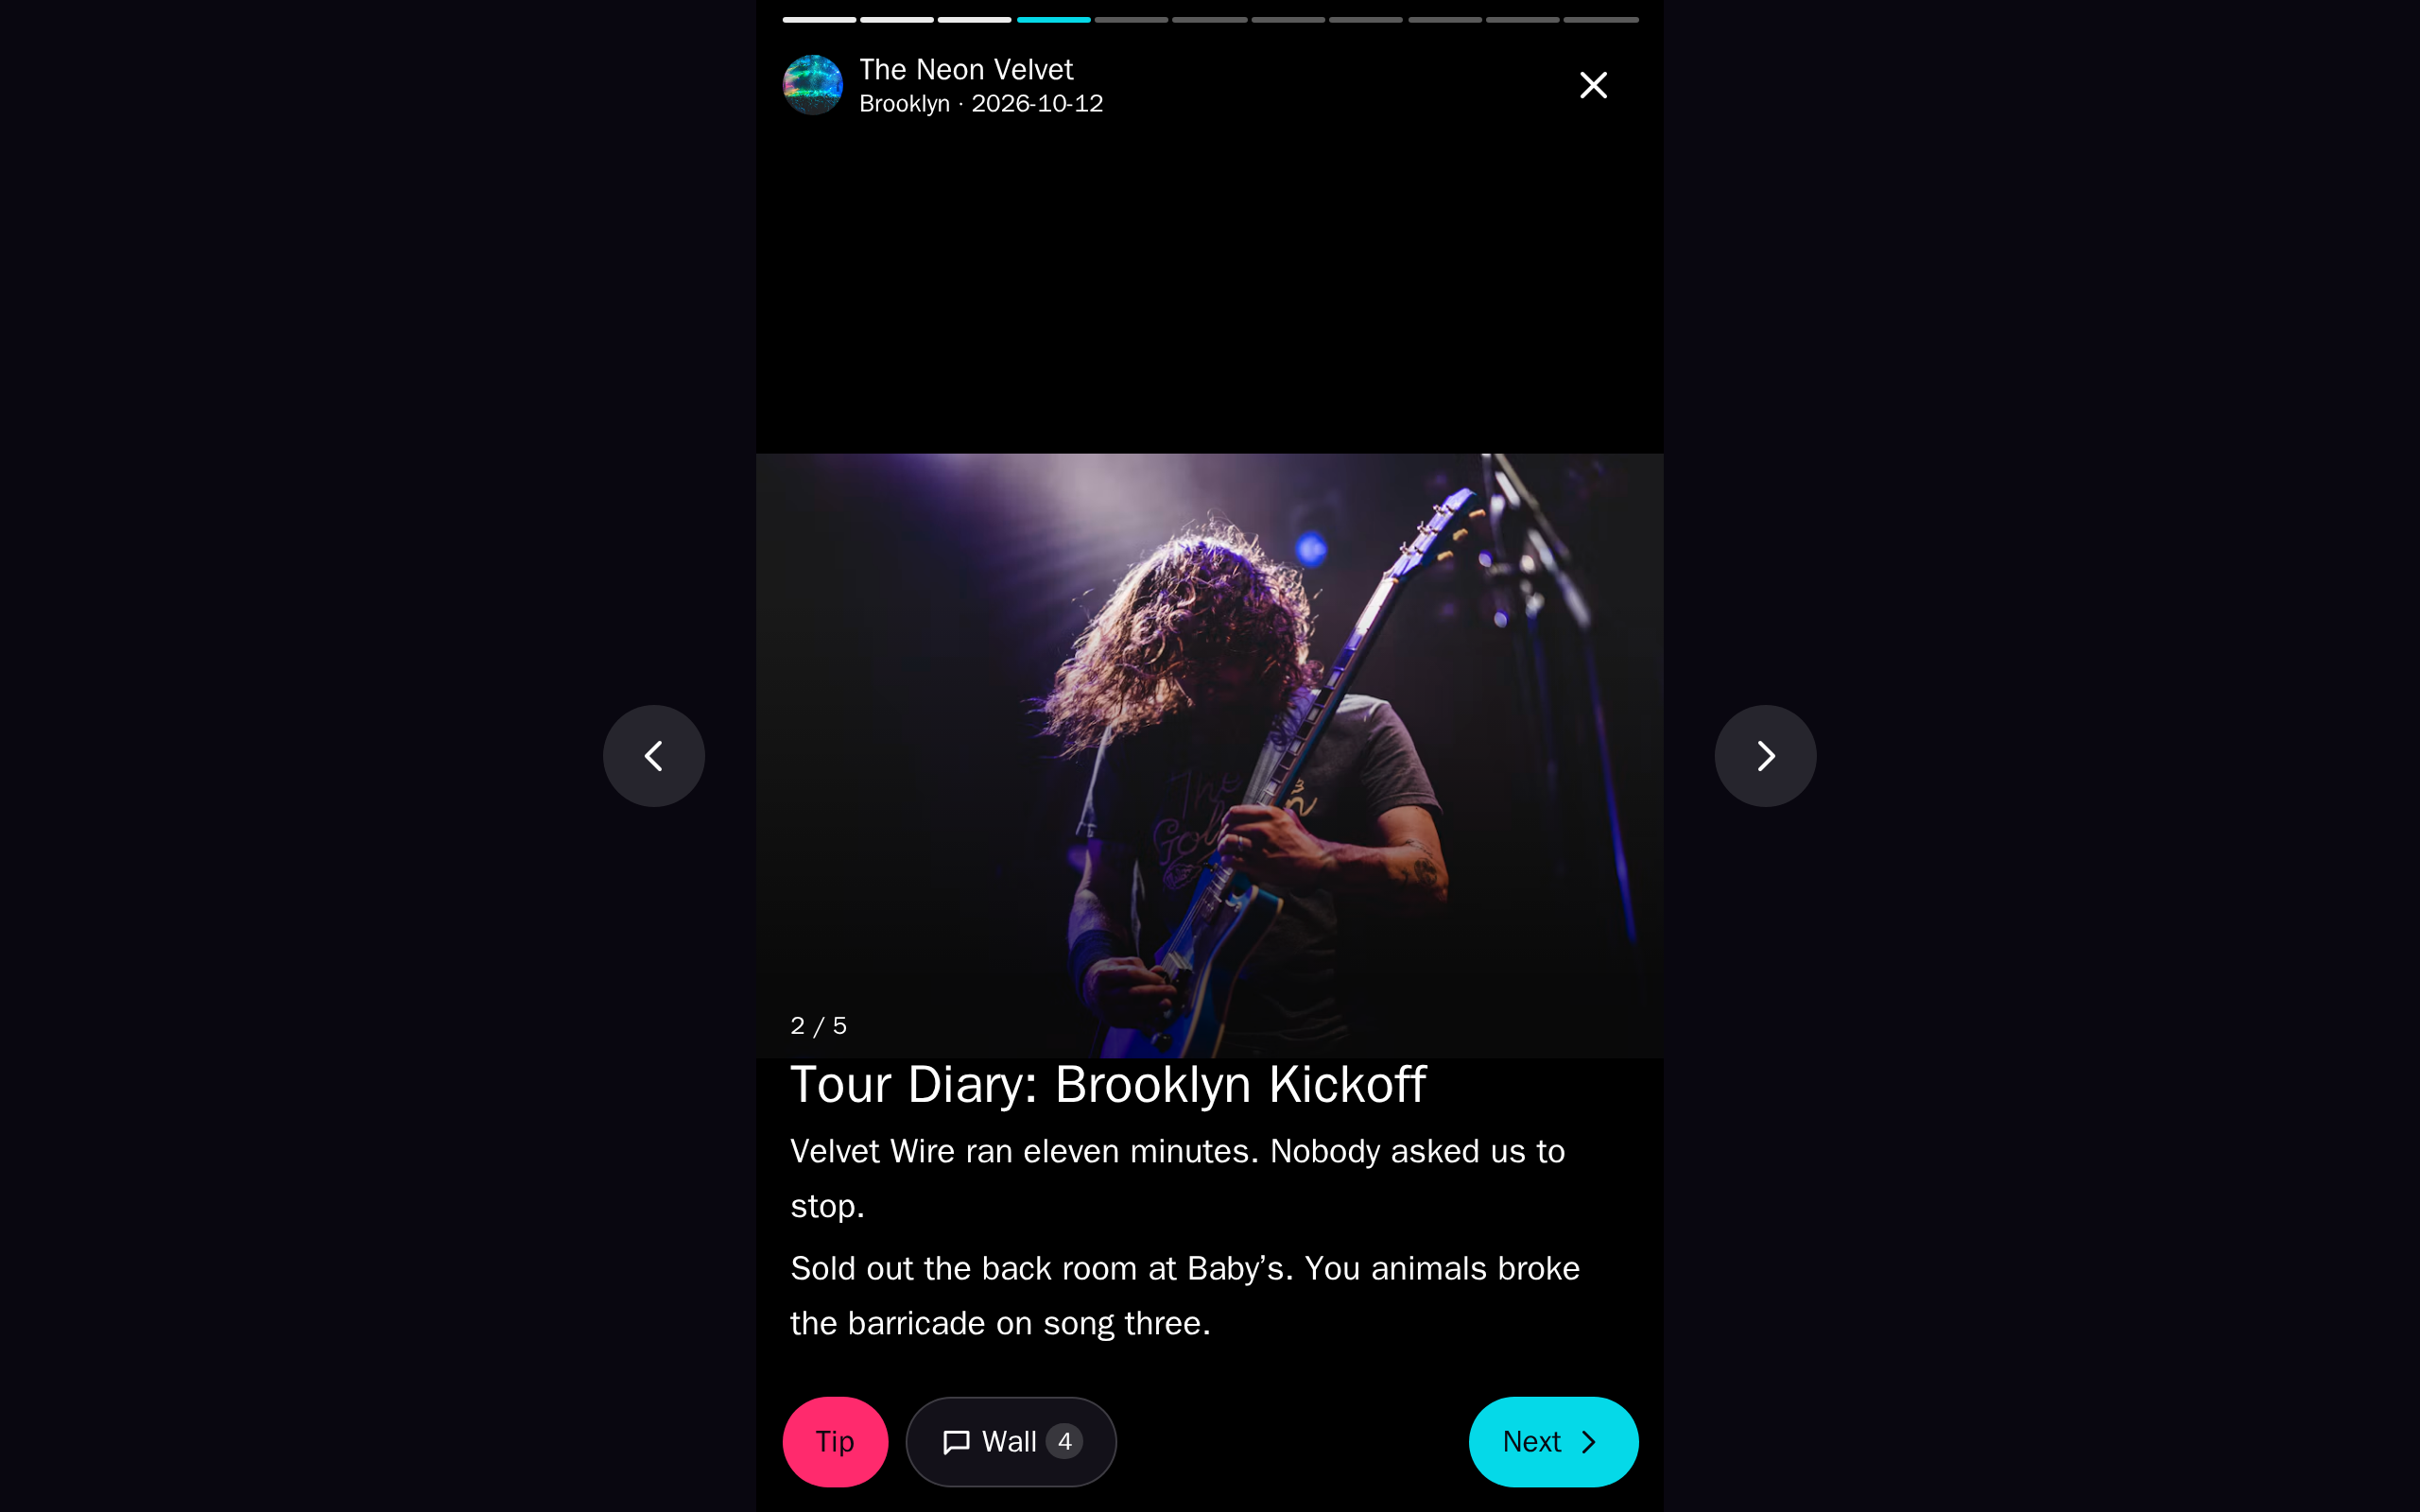 The Neon Velvet
Brooklyn · 2026-10-12
The
Gol
2 / 5
Tour Diary: Brooklyn Kickoff
Velvet Wire ran eleven minutes. Nobody asked us to
stop.
Sold out the back room at Baby’s. You animals broke
the barricade on song three.
Tip
Wall 4
Next